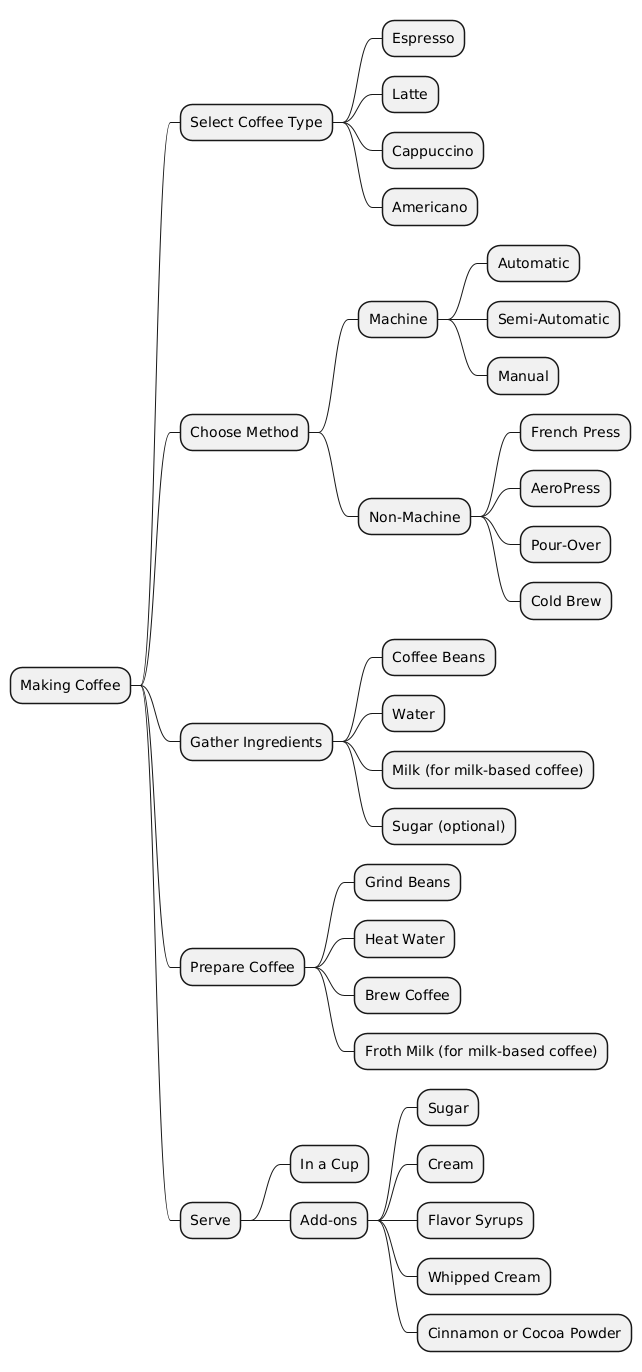 Making Coffee
Select Coffee Type
Espresso
Latte
Cappuccino
Americano
Choose Method
Machine
Automatic
Semi-Automatic
Manual
Non-Machine
French Press
AeroPress
Pour-Over
Cold Brew
Gather Ingredients
Coffee Beans
Water
Milk (for milk-based coffee)
Sugar (optional)
Prepare Coffee
Grind Beans
Heat Water
Brew Coffee
Froth Milk (for milk-based coffee)
Serve
In a Cup
Add-ons
Sugar
Cream
Flavor Syrups
Whipped Cream
Cinnamon or Cocoa Powder